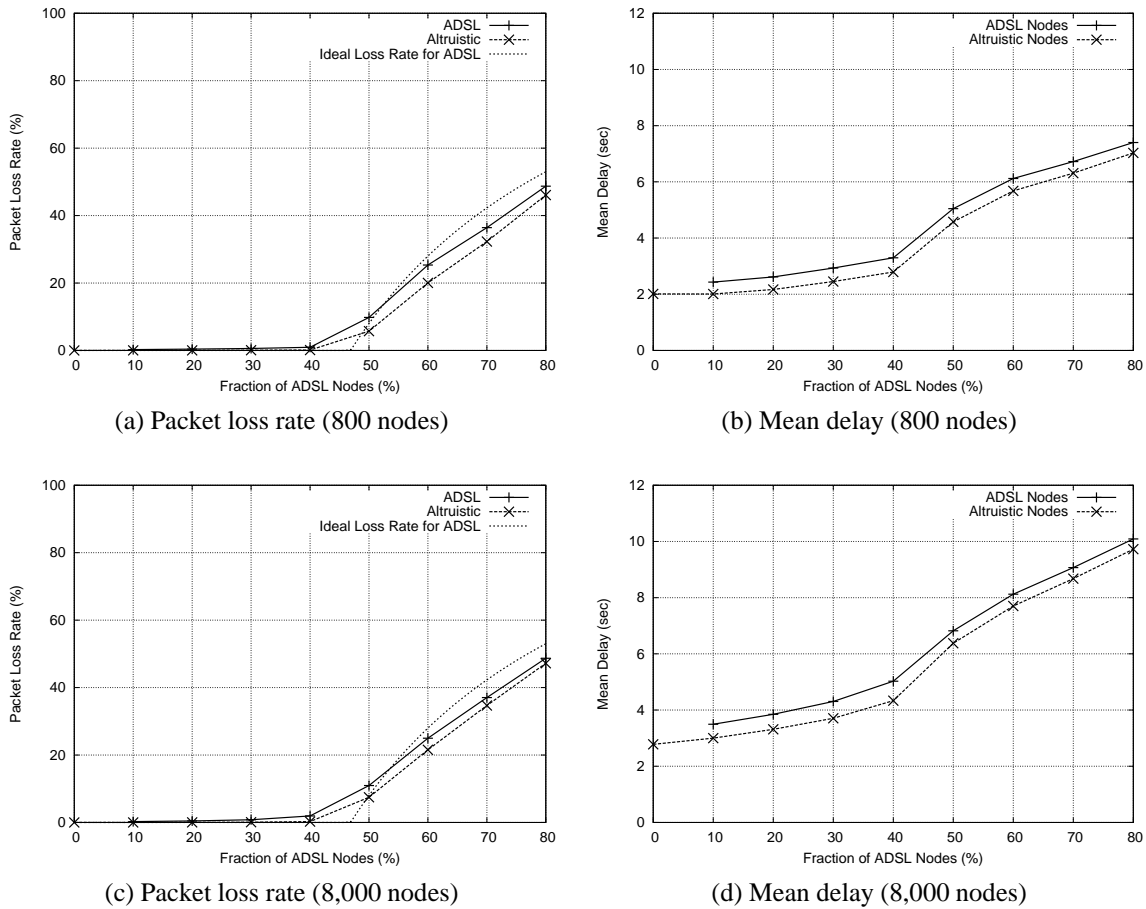 100
80
60
40
20
0
0 10 20 30 40 50 60 70 80
Packet Loss Rate (%)
Fraction of ADSL Nodes (%)
ADSL
Altruistic
Ideal Loss Rate for ADSL
(a) Packet loss rate (800 nodes)
12
10
8
6
4
2
0
0 10 20 30 40 50 60 70 80
Mean Delay (sec)
Fraction of ADSL Nodes (%)
ADSL Nodes
Altruistic Nodes
(b) Mean delay (800 nodes)
100
80
60
40
20
0
0 10 20 30 40 50 60 70 80
Packet Loss Rate (%)
Fraction of ADSL Nodes (%)
ADSL
Altruistic
Ideal Loss Rate for ADSL
(c) Packet loss rate (8,000 nodes)
12
10
8
6
4
2
0
0 10 20 30 40 50 60 70 80
Mean Delay (sec)
Fraction of ADSL Nodes (%)
ADSL Nodes
Altruistic Nodes
(d) Mean delay (8,000 nodes)